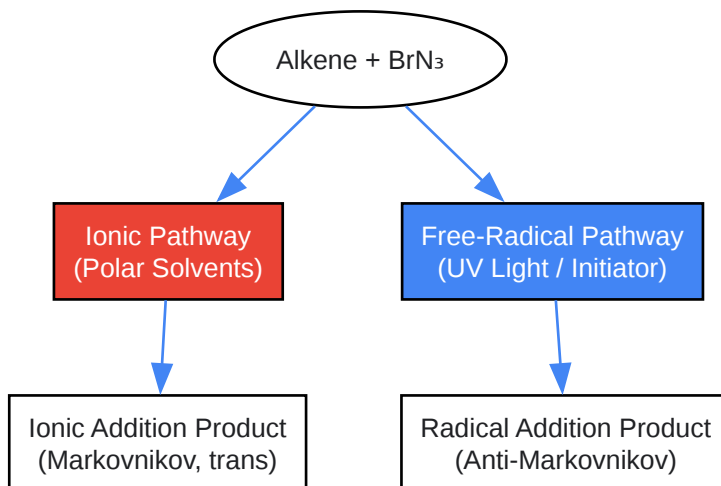 Alkene + BrN₃
Ionic Pathway
(Polar Solvents)
Free-Radical Pathway
(UV Light / Initiator)
Ionic Addition Product
(Markovnikov, trans)
Radical Addition Product
(Anti-Markovnikov)